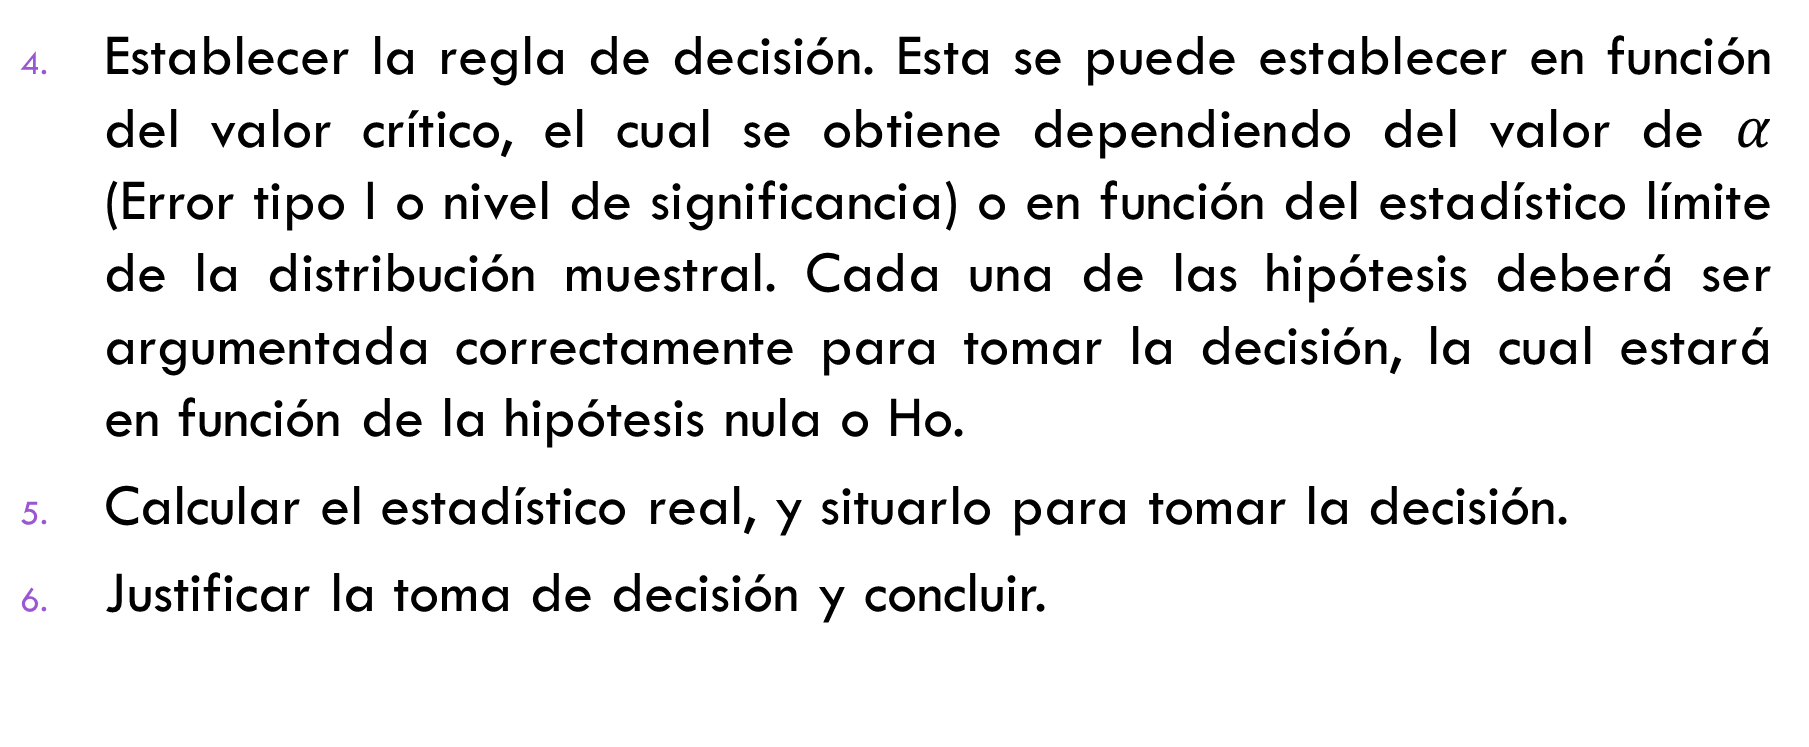 4. Establecer la regla de decisión. Esta se puede establecer en función
del valor crítico, el cual se obtiene dependiendo del valor de α
(Error tipo I o nivel de significancia) o en función del estadístico límite
de la distribución muestral. Cada una de las hipótesis deberá ser
argumentada correctamente para tomar la decisión, la cual estará
en función de la hipótesis nula o Ho.
5. Calcular el estadístico real, y situarlo para tomar la decisión.
6. Justificar la toma de decisión y concluir.